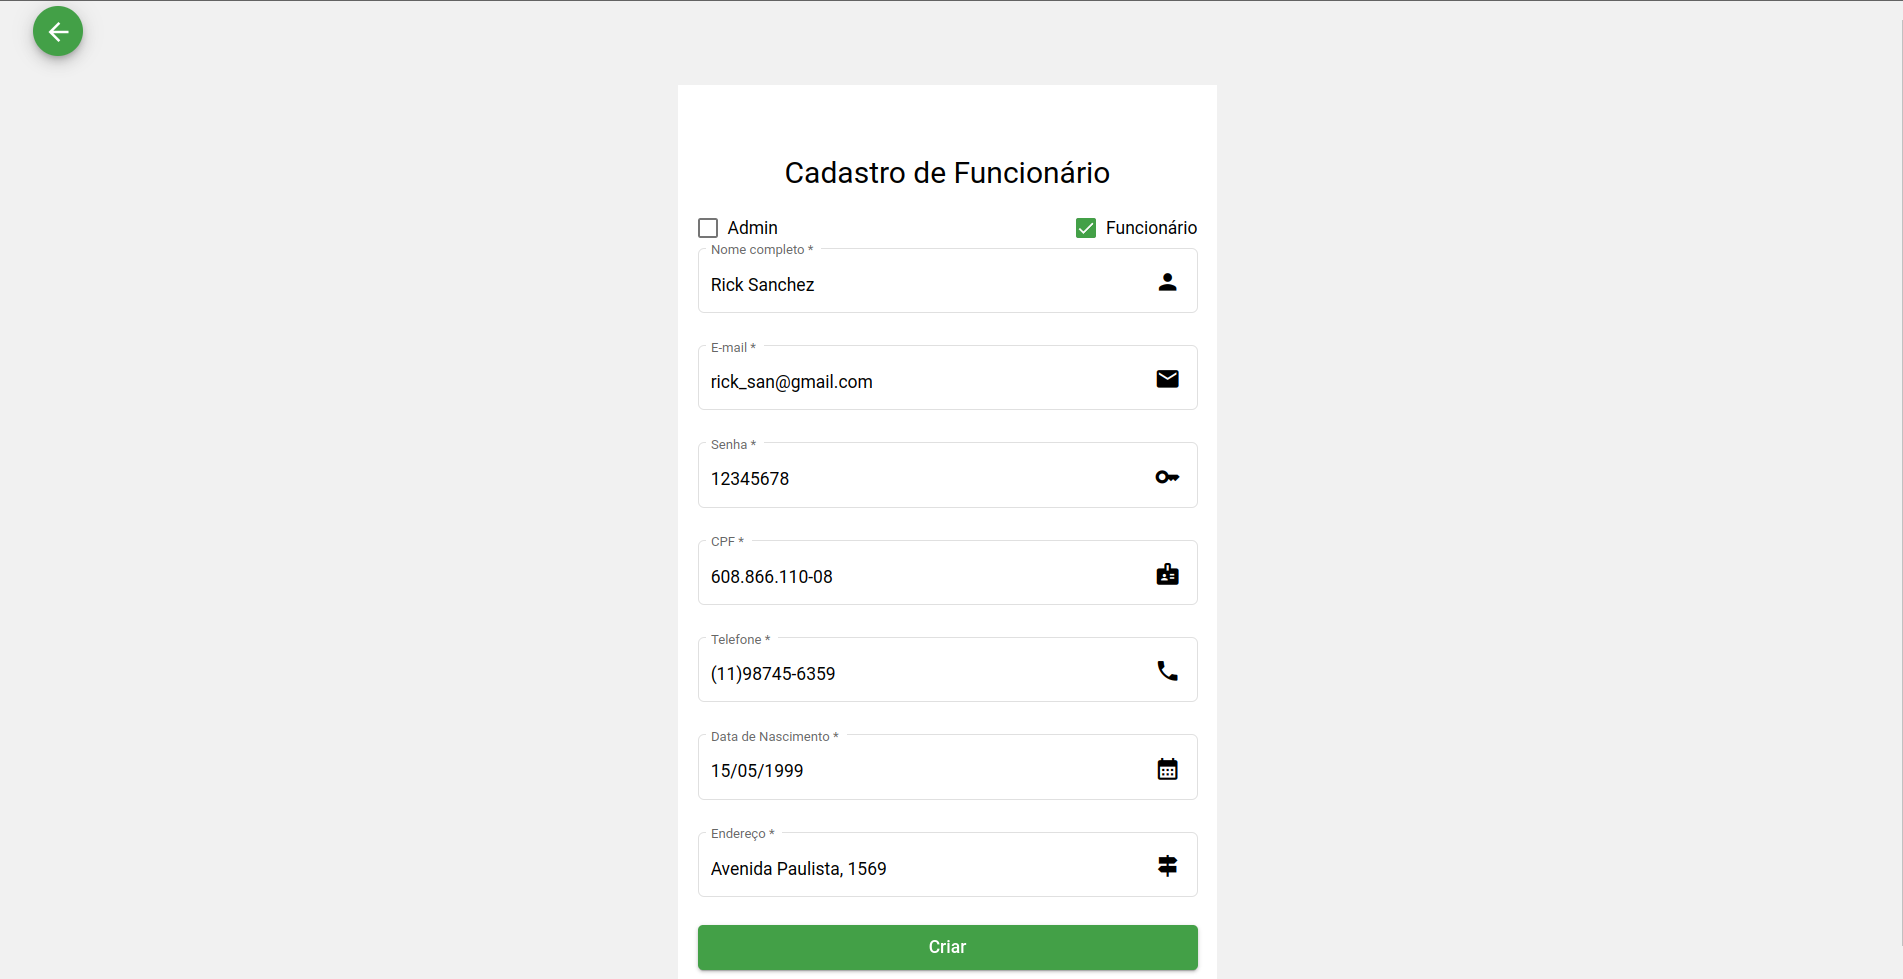 Cadastro de Funcionário
Admin
Funcionário
Nome completo *
Rick Sanchez
E-mail *
rick_san@gmail.com
Senha *
12345678
CPF *
608.866.110-08
Telefone *
(11)98745-6359
Data de Nascimento *
15/05/1999
Endereço *
Avenida Paulista, 1569
Criar